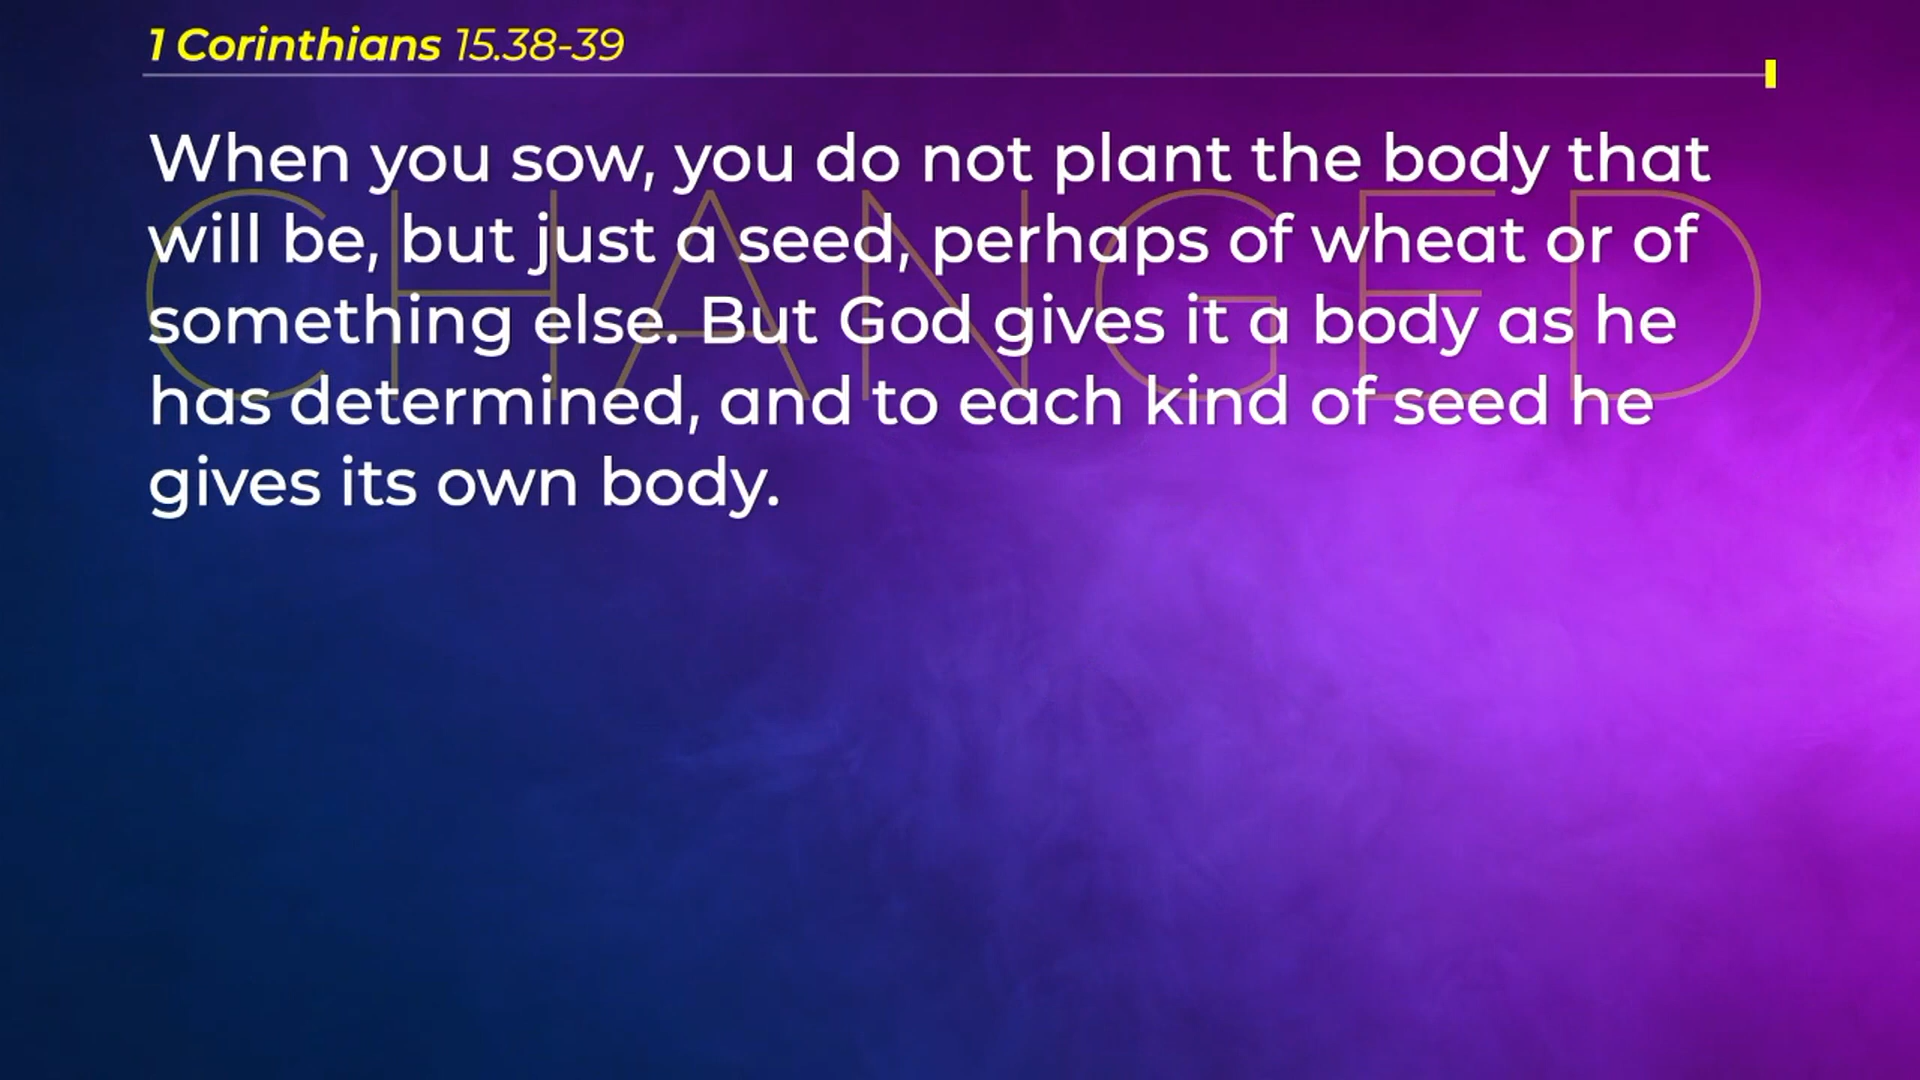 1 Corinthians 15.38-39
When you sow, you do not plant the body that
will be, but just a seed, perhaps of wheat or of
something else. But God gives it a body as he
has determined, and to each kind of seed he
gives its own body.
CHANGED